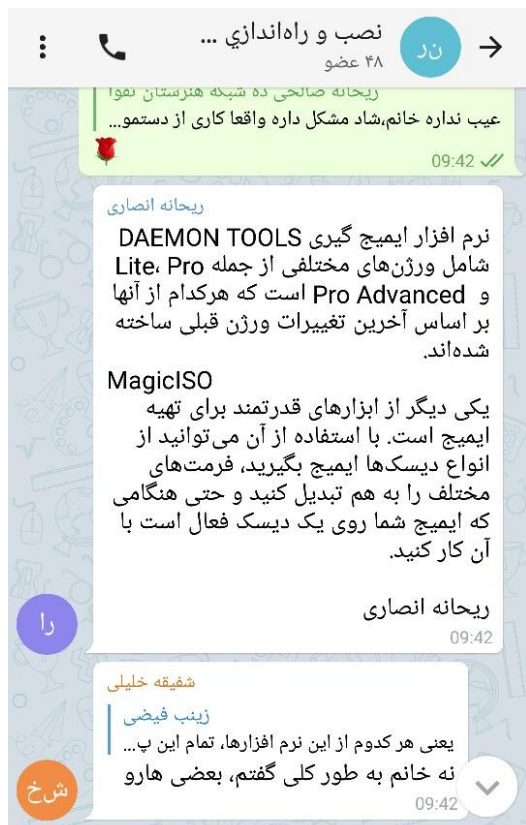 نصب و راه‌اندازي ...
۴۸ عضو
نر
ریحانه صالحی ده شبکه هنرستان تقوا
عیب نداره خانم،شاد مشکل داره واقعا کاری از دستمو...
09:42
ریحانه انصاری
نرم افزار ایمیج گیری DAEMON TOOLS
شامل ورژن‌های مختلفی از جمله Lite، Pro
و Pro Advanced است که هرکدام از آنها
بر اساس آخرین تغییرات ورژن قبلی ساخته
شده‌اند.
MagicISO
یکی دیگر از ابزارهای قدرتمند برای تهیه
ایمیج است. با استفاده از آن می‌توانید از
انواع دیسک‌ها ایمیج بگیرید، فرمت‌های
مختلف را به هم تبدیل کنید و حتی هنگامی
که ایمیج شما روی یک دیسک فعال است با
آن کار کنید.
ریحانه انصاری
09:42
را
شفیقه خلیلی
زینب فیضی
یعنی هر کدوم از این نرم افزارها، تمام این پ...
نه خانم به طور کلی گفتم، بعضی هارو
09:42
ش‌خ